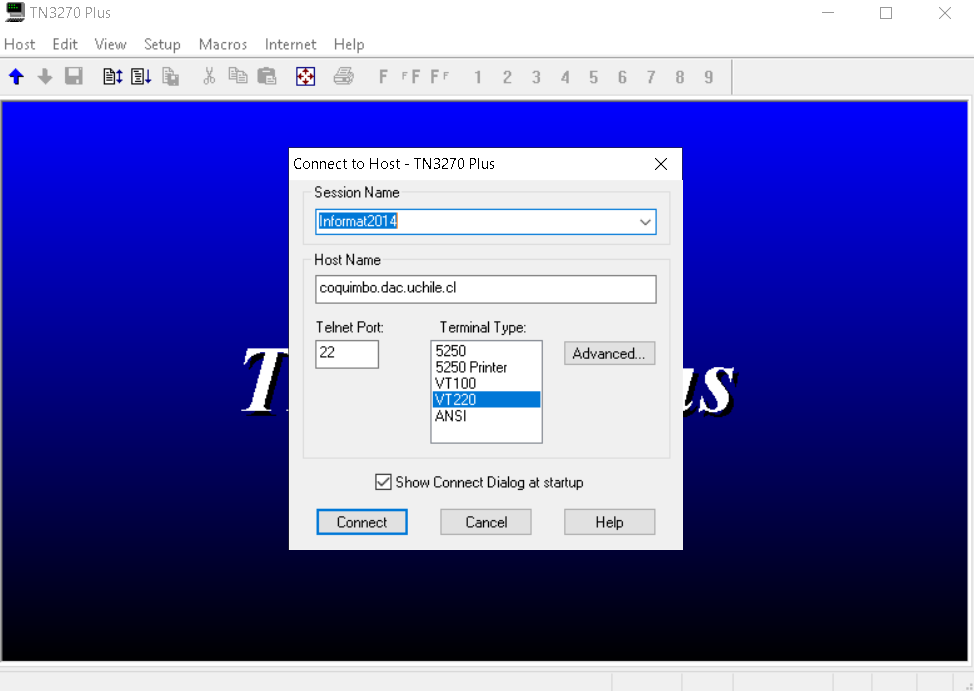 TN3270 Plus
Host Edit View Setup Macros Internet Help
F FF FF 1 2 3 4 5 6 7 8 9
Connect to Host - TN3270 Plus
Session Name
Informat2014
Host Name
coquimbo.dac.uchile.cl
Telnet Port:
22
Terminal Type:
5250
5250 Printer
VT100
VT220
ANSI
Advanced...
Show Connect Dialog at startup
Connect Cancel Help